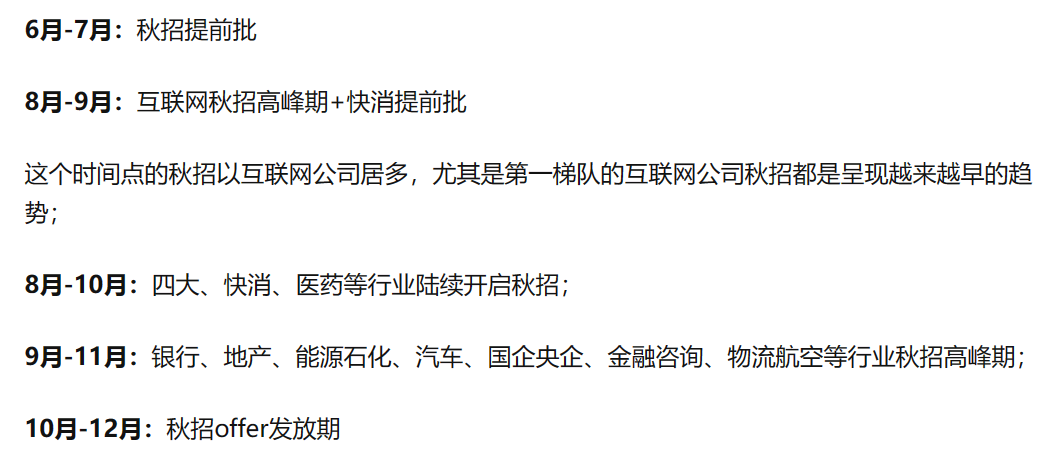 6月-7月：秋招提前批
8月-9月：互联网秋招高峰期+快消提前批
这个时间点的秋招以互联网公司居多，尤其是第一梯队的互联网公司秋招都是呈现越来越早的趋
势；
8月-10月：四大、快消、医药等行业陆续开启秋招；
9月-11月：银行、地产、能源石化、汽车、国企央企、金融咨询、物流航空等行业秋招高峰期；
10月-12月：秋招offer发放期